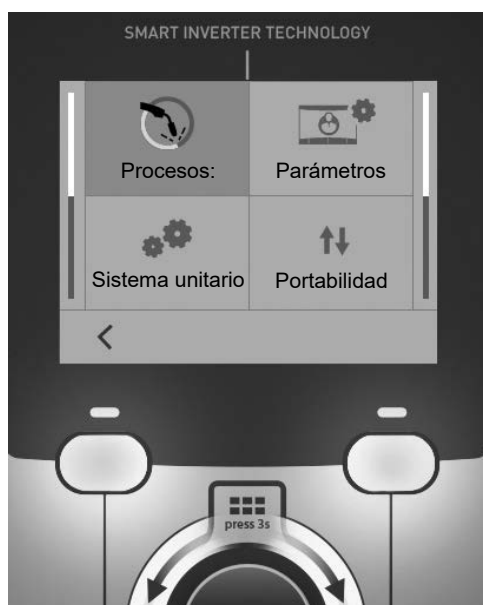 SMART INVERTER TECHNOLOGY
Procesos:
Parámetros
Sistema unitario
Portabilidad
press 3s